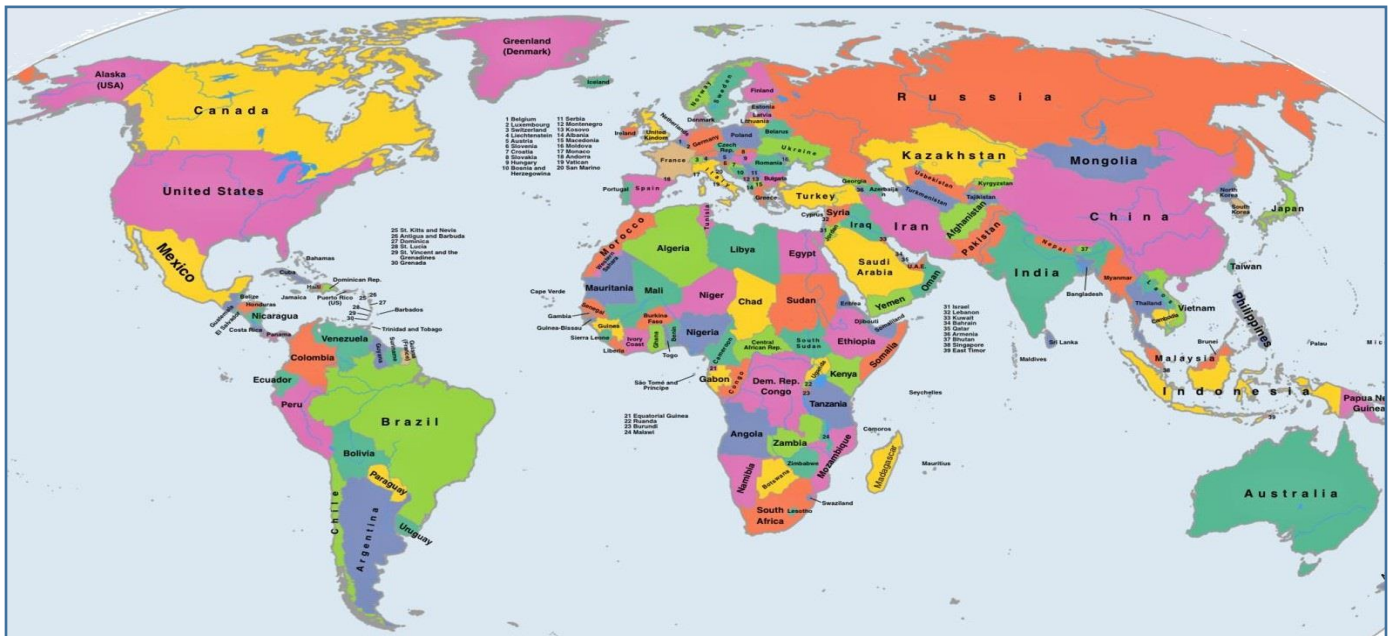 Greenland
(Denmark)
Alaska
(USA)
Canada
United States
Mexico
Iceland
Norway
Sweden
Finland
Estonia
Latvia
Lithuania
Denmark
Netherlands
Ireland
United
Kingdom
Germany
Poland
Belarus
Ukraine
Czech
Rep.
France
Romania
Bulgaria
Italy
Portugal
Spain
Greece
Russia
1 Belgium
2 Luxembourg
3 Switzerland
4 Liechtenstein
5 Austria
6 Slovenia
7 Croatia
8 Slovakia
9 Hungary
10 Bosnia and
Herzegowina
11 Serbia
12 Montenegro
13 Kosovo
14 Albania
15 Macedonia
16 Moldova
17 Monaco
18 Andorra
19 Vatican
20 San Marino
Kazakhstan
Mongolia
Uzbekistan
Turkmenistan
Kyrgyzstan
Tajikistan
Georgia
Azerbaijan
Turkey
Cyprus
Syria
Iraq
Iran
Jordan
Afghanistan
Pakistan
Saudi
Arabia
U.A.E.
Oman
Yemen
India
Nepal
Bangladesh
Sri Lanka
Maldives
China
North
Korea
South
Korea
Japan
Taiwan
Myanmar
Laos
Thailand
Vietnam
Cambodia
Philippines
Brunei
Malaysia
Indonesia
Palau
Mic
Papua Ne
Guinea
Australia
31 Israel
32 Lebanon
33 Kuwait
34 Bahrain
35 Qatar
36 Armenia
37 Bhutan
38 Singapore
39 East Timor
25 St. Kitts and Nevis
26 Antigus and Barbuda
27 Dominica
28 St. Lucia
29 St. Vincent and the
Grenadines
30 Grenada
Bahamas
Cuba
Haiti
Dominican Rep.
Jamaica
Puerto Rico
(US)
Barbados
Trinidad and Tobago
Belize
Honduras
Guatemala
El Salvador
Nicaragua
Costa Rica
Panama
Venezuela
Colombia
Guyana
Suriname
Guiana
(France)
Ecuador
Peru
Brazil
Bolivia
Paraguay
Chile
Argentina
Uruguay
Morocco
Western
Sahara
Algeria
Tunisia
Libya
Egypt
Mauritania
Mali
Niger
Chad
Sudan
Eritrea
Djibouti
Somaliland
Cape Verde
Senegal
Gambia
Guinea-Bissau
Guinea
Sierra Leone
Liberia
Ivory
Coast
Burkina
Faso
Ghana
Togo
Benin
Nigeria
Cameroon
Central
African Rep.
South
Sudan
Ethiopia
Somalia
São Tomé and
Príncipe
Gabon
Congo
Dem. Rep.
Congo
Uganda
Kenya
Tanzania
Seychelles
21 Equatorial Guinea
22 Ruanda
23 Burundi
24 Malawi
Angola
Zambia
Mozambique
Comoros
Madagascar
Mauritius
Namibia
Botswana
Zimbabwe
South
Africa
Lesotho
Swaziland